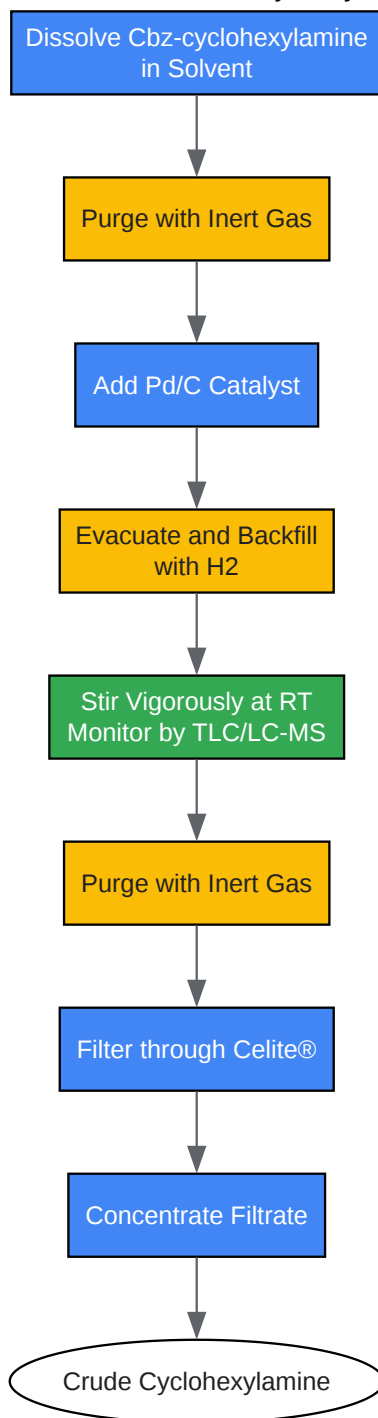 Dissolve Cbz-cyclohexylamine
in Solvent
Purge with Inert Gas
Add Pd/C Catalyst
Evacuate and Backfill
with H2
Stir Vigorously at RT
Monitor by TLC/LC-MS
Purge with Inert Gas
Filter through Celite®
Concentrate Filtrate
Crude Cyclohexylamine